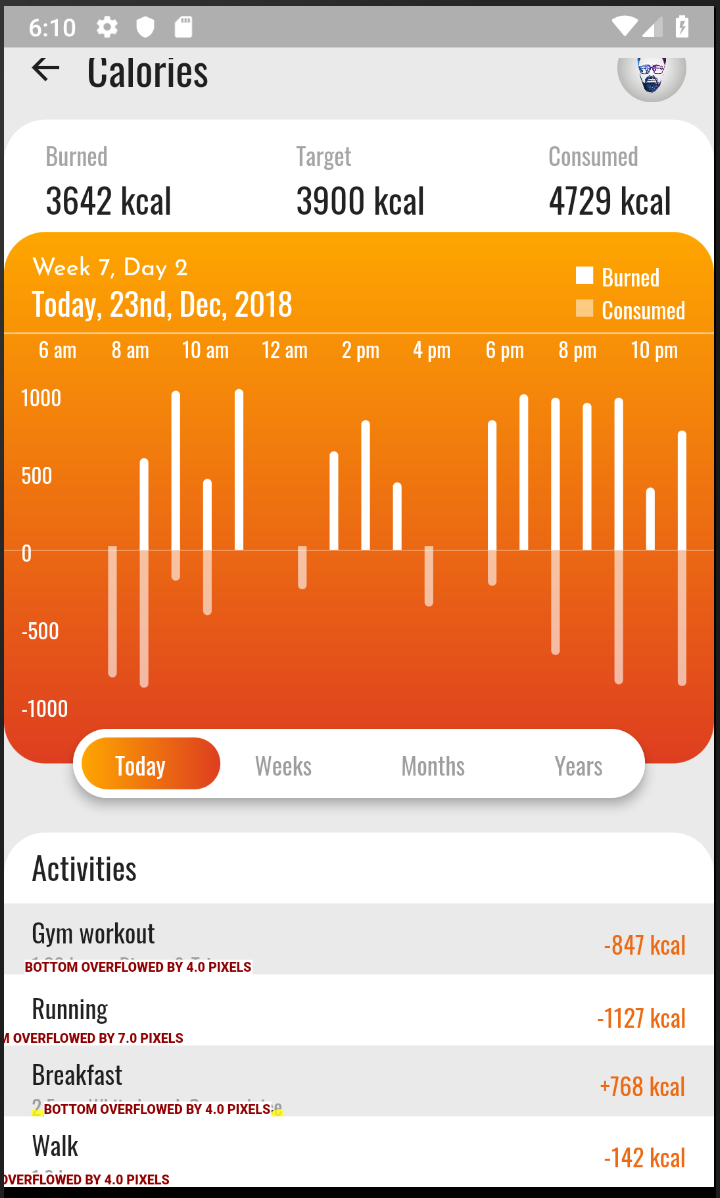 6:10
Calories
Burned Target Consumed
3642 kcal 3900 kcal 4729 kcal
Week 7, Day 2
Today, 23nd, Dec, 2018
Burned
Consumed
6 am 8 am 10 am 12 am 2 pm 4 pm 6 pm 8 pm 10 pm
1000
500
0
-500
-1000
Today Weeks Months Years
Activities
Gym workout
-847 kcal
BOTTOM OVERFLOWED BY 4.0 PIXELS
Running
-1127 kcal
OVERFLOWED BY 7.0 PIXELS
Breakfast
+768 kcal
BOTTOM OVERFLOWED BY 4.0 PIXELS
Walk
-142 kcal
OVERFLOWED BY 4.0 PIXELS